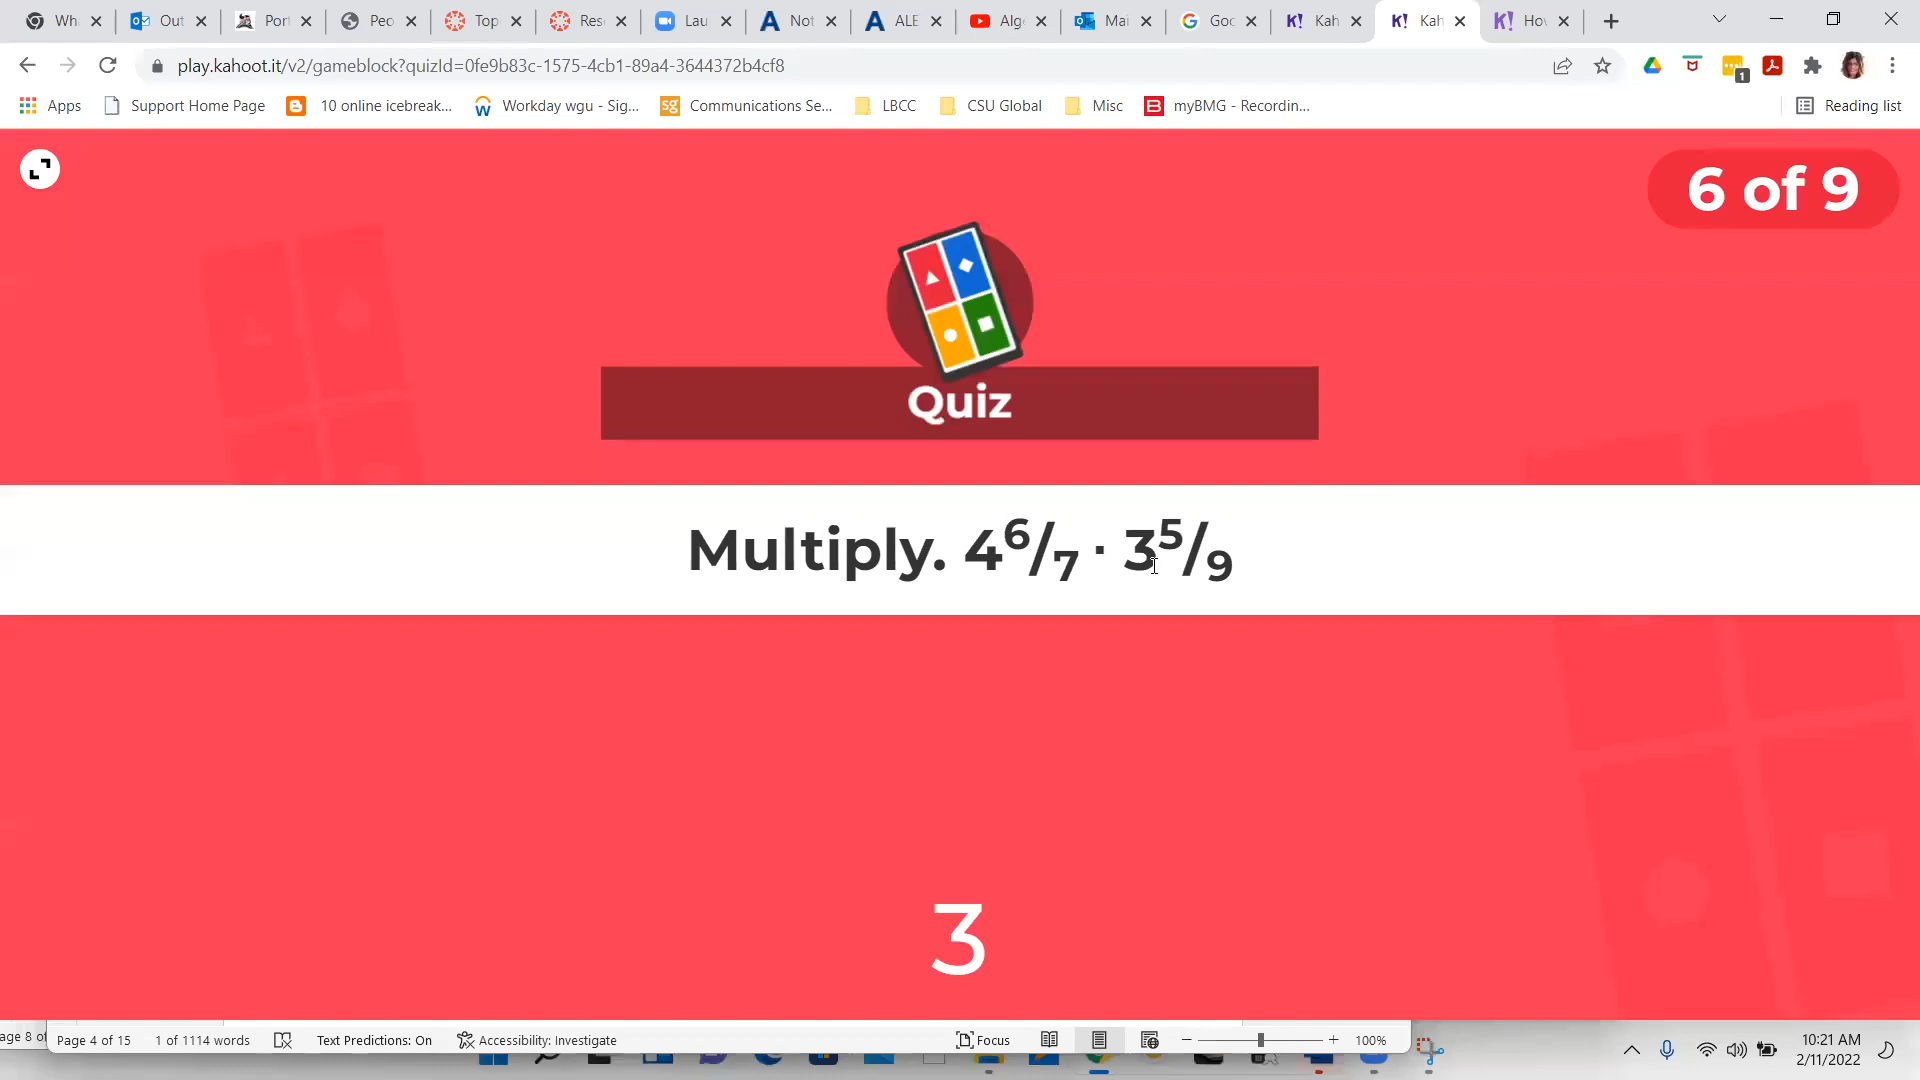 Wh Out Port Peo Top Res Lau Not ALE Alg Mai Goo Kah Kah Hov
play.kahoot.it/v2/gameblock?quizId=0fe9b83c-1575-4cb1-89a4-3644372b4cf8
1
Apps Support Home Page 10 online icebreak... Workday wgu - Sig... Communications Se... LBCC CSU Global Misc myBMG - Recordin... Reading list
6 of 9
Quiz
Multiply. 4⁶/₇ · 3⁵/₉
3
age 8 of
Page 4 of 15 1 of 1114 words Text Predictions: On Accessibility: Investigate Focus 100%
10:21 AM
2/11/2022